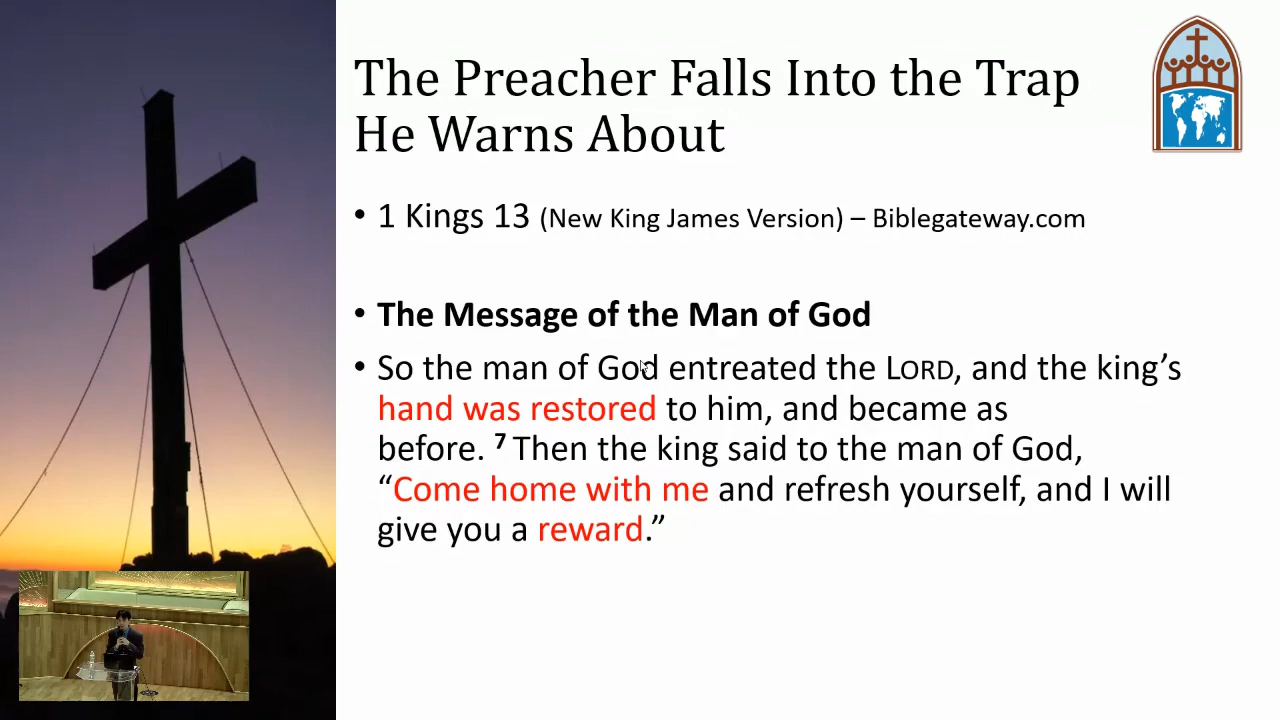 The Preacher Falls Into the Trap
He Warns About
• 1 Kings 13 (New King James Version) – Biblegateway.com
• The Message of the Man of God
• So the man of God entreated the LORD, and the king’s
hand was restored to him, and became as
before. 7 Then the king said to the man of God,
“Come home with me and refresh yourself, and I will
give you a reward.”